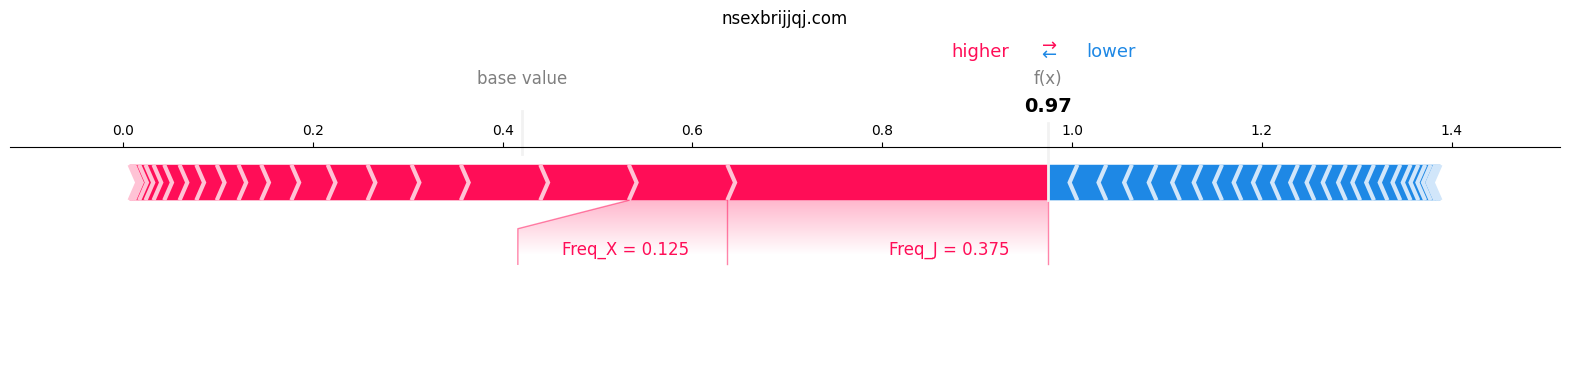 nsexbrijjqj.com
higher → ← lower
base value f(x)
0.97
0.0 0.2 0.4 0.6 0.8 1.0 1.2 1.4
Freq_X = 0.125 Freq_J = 0.375